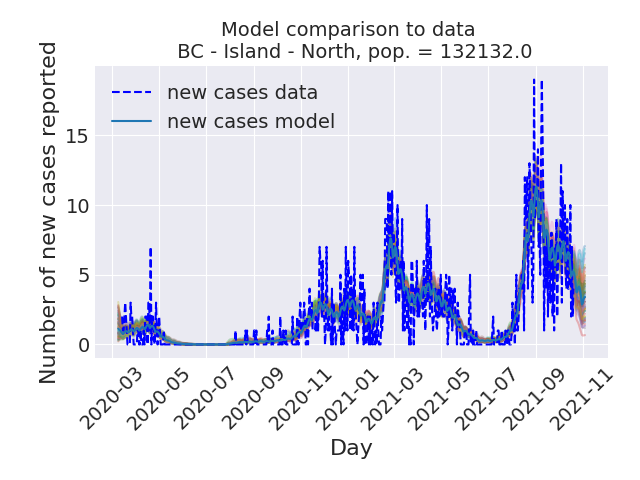 Model comparison to data
BC - Island - North, pop. = 132132.0
new cases data
new cases model
Number of new cases reported
15
10
5
0
2020-03
2020-05
2020-07
2020-09
2020-11
2021-01
2021-03
2021-05
2021-07
2021-09
2021-11
Day